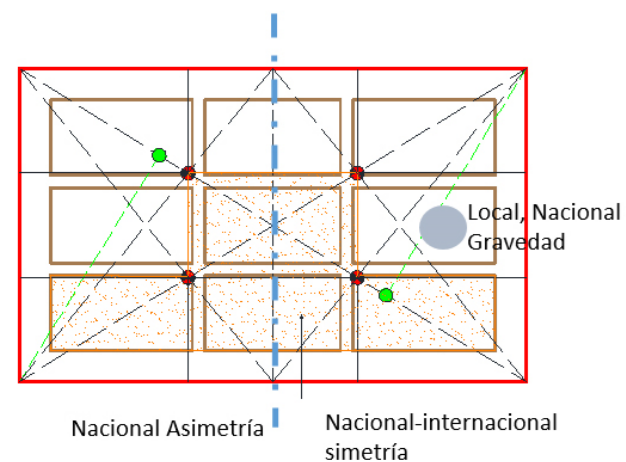 Local, Nacional
Gravedad
Nacional Asimetría
Nacional-internacional
simetría